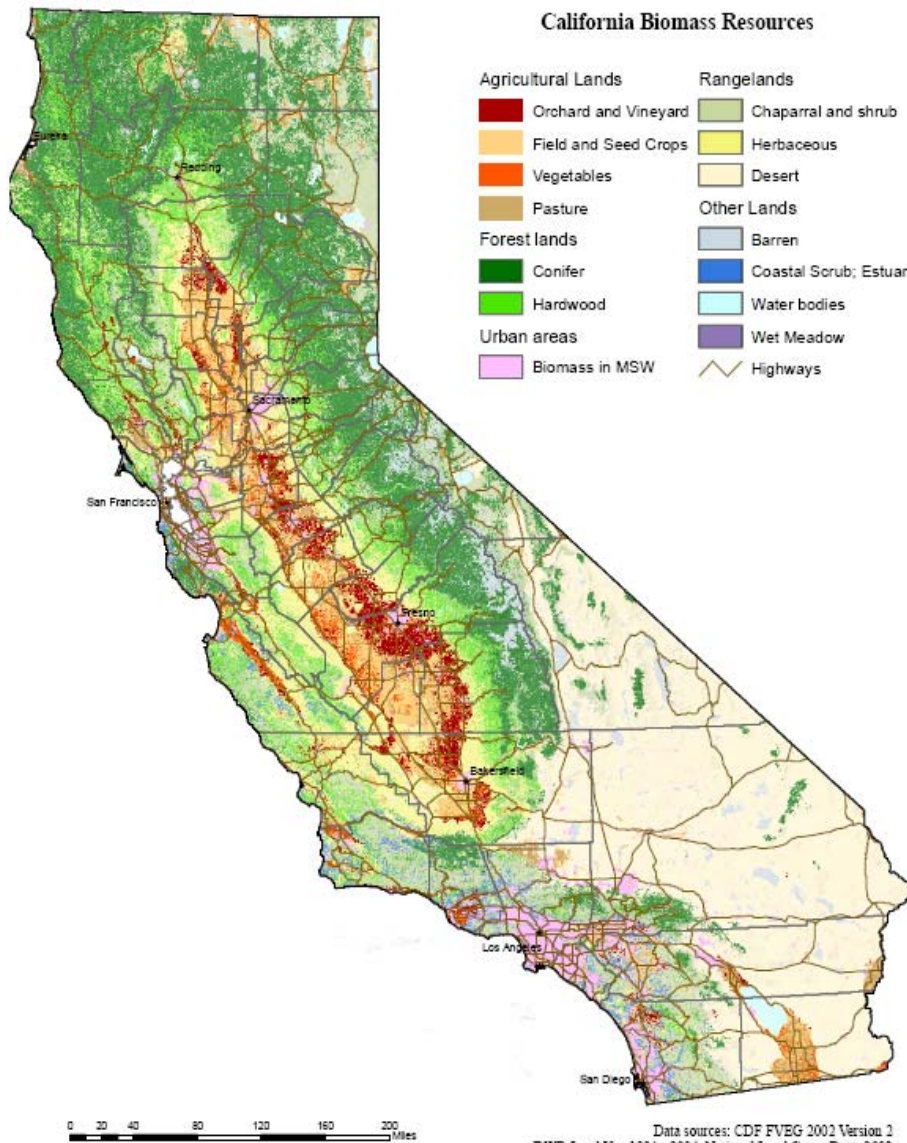 California Biomass Resources
Agricultural Lands
Orchard and Vineyard
Field and Seed Crops
Vegetables
Pasture
Forest lands
Conifer
Hardwood
Urban areas
Biomass in MSW
Rangelands
Chaparral and shrub
Herbaceous
Desert
Other Lands
Barren
Coastal Scrub; Estuar
Water bodies
Wet Meadow
Highways
Eureka
Redding
Sacramento
San Francisco
Fresno
Bakersfield
Los Angeles
San Diego
0 20 40 80 120 160 200
Miles
Data sources: CDF FVEG 2002 Version 2